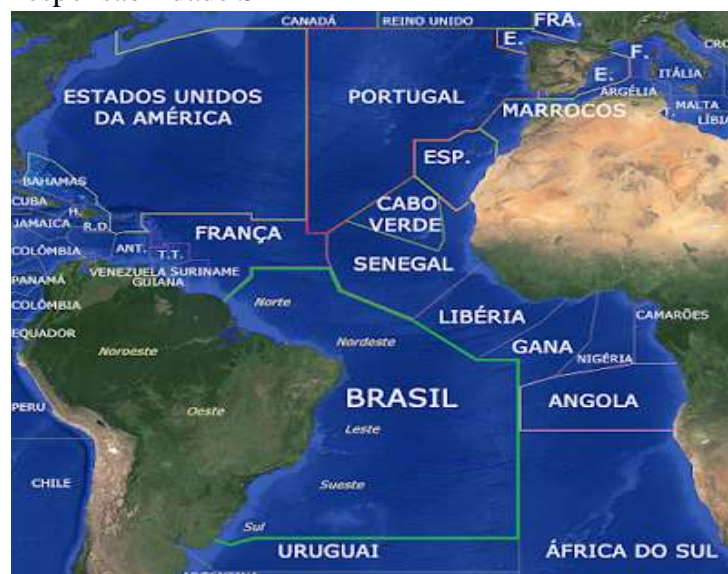 CANADÁ
REINO UNIDO
FRA.
E.
F.
CRO
ITÁLIA
ESTADOS UNIDOS
DA AMÉRICA
PORTUGAL
E.
ARGÉLIA
MALTA
MARROCOS
T.
LÍBIA
ESP.
BAHAMAS
CUBA
H.
CABO
VERDE
JAMAICA
R.D.
FRANÇA
COLÔMBIA
ANT.
T.T.
SENEGAL
VENEZUELA SURINAME
GUIANA
PANAMÁ
COLÔMBIA
Norte
LIBÉRIA
CAMARÕES
EQUADOR
Noroeste
Nordeste
GANA
NIGÉRIA
BRASIL
ANGOLA
PERU
Oeste
Leste
CHILE
Sueste
Sul
URUGUAI
ÁFRICA DO SUL